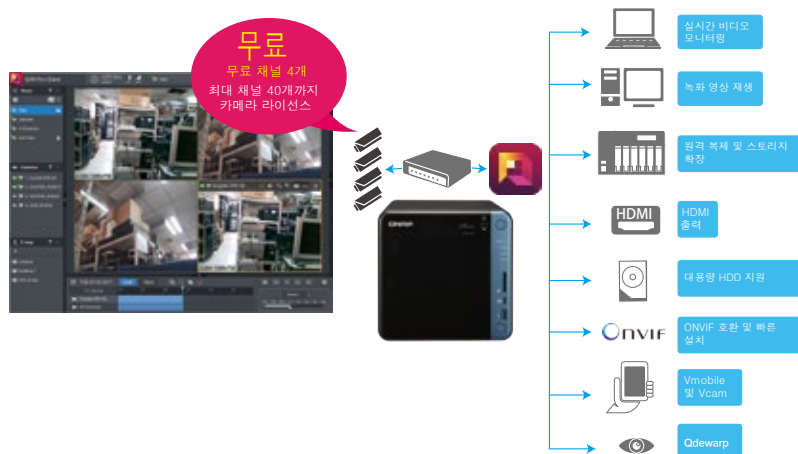 무료
무료 채널 4개
최대 채널 40개까지
카메라 라이선스
QNAP
실시간 비디오
모니터링
녹화 영상 재생
원격 복제 및 스토리지
확장
HDMI
HDMI
출력
대용량 HDD 지원
ONVIF
ONVIF 호환 및 빠른
설치
Vmobile
및 Vcam
Qdewarp